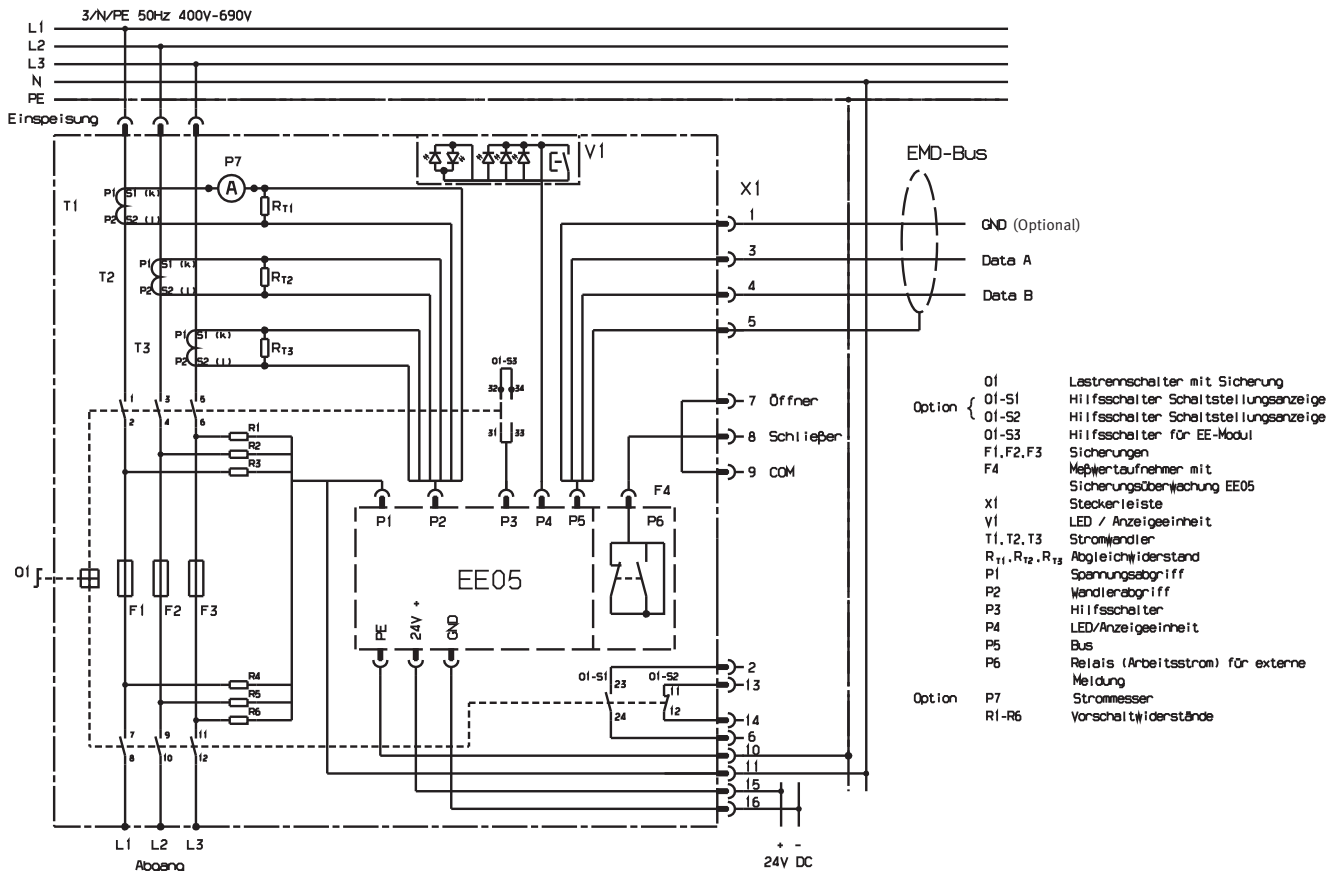 3/N/PE 50Hz 400V-690V
L1
L2
L3
N
PE
Einspeisung
V1
EMD-Bus
P7
A
X1
T1
P1 S1 (k)
P2 S2 (l)
RT1
1
GND (Optional)
T2
P1 S1 (k)
P2 S2 (l)
RT2
3
Data A
4
Data B
T3
P1 S1 (k)
P2 S2 (l)
RT3
5
01-S3
32 34
31 33
1 3 5
2 4 6
R1
R2
R3
7 Öffner
8 Schließer
9 COM
F4
P1 P2 P3 P4 P5 P6
EE05
01
F1 F2 F3
PE
24V +
GND
R4
R5
R6
01-S1 23
24
01-S2
11
12
2
13
14
6
10
11
15
16
7 9 11
8 10 12
L1 L2 L3
Abgang
+ -
24V DC
01 Lastrennschalter mit Sicherung
Option { 01-S1 Hilfsschalter Schaltstellungsanzeige
01-S2 Hilfsschalter Schaltstellungsanzeige
01-S3 Hilfsschalter für EE-Modul
F1,F2,F3 Sicherungen
F4 Meßwertaufnehmer mit
Sicherungsüberwachung EE05
X1 Steckerleiste
V1 LED / Anzeigeeinheit
T1,T2,T3 Stromwandler
RT1,RT2,RT3 Abgleichwiderstand
P1 Spannungsabgriff
P2 Wandlerabgriff
P3 Hilfsschalter
P4 LED/Anzeigeeinheit
P5 Bus
P6 Relais (Arbeitsstrom) für externe
Meldung
Option P7 Strommesser
R1-R6 Vorschaltwiderstände